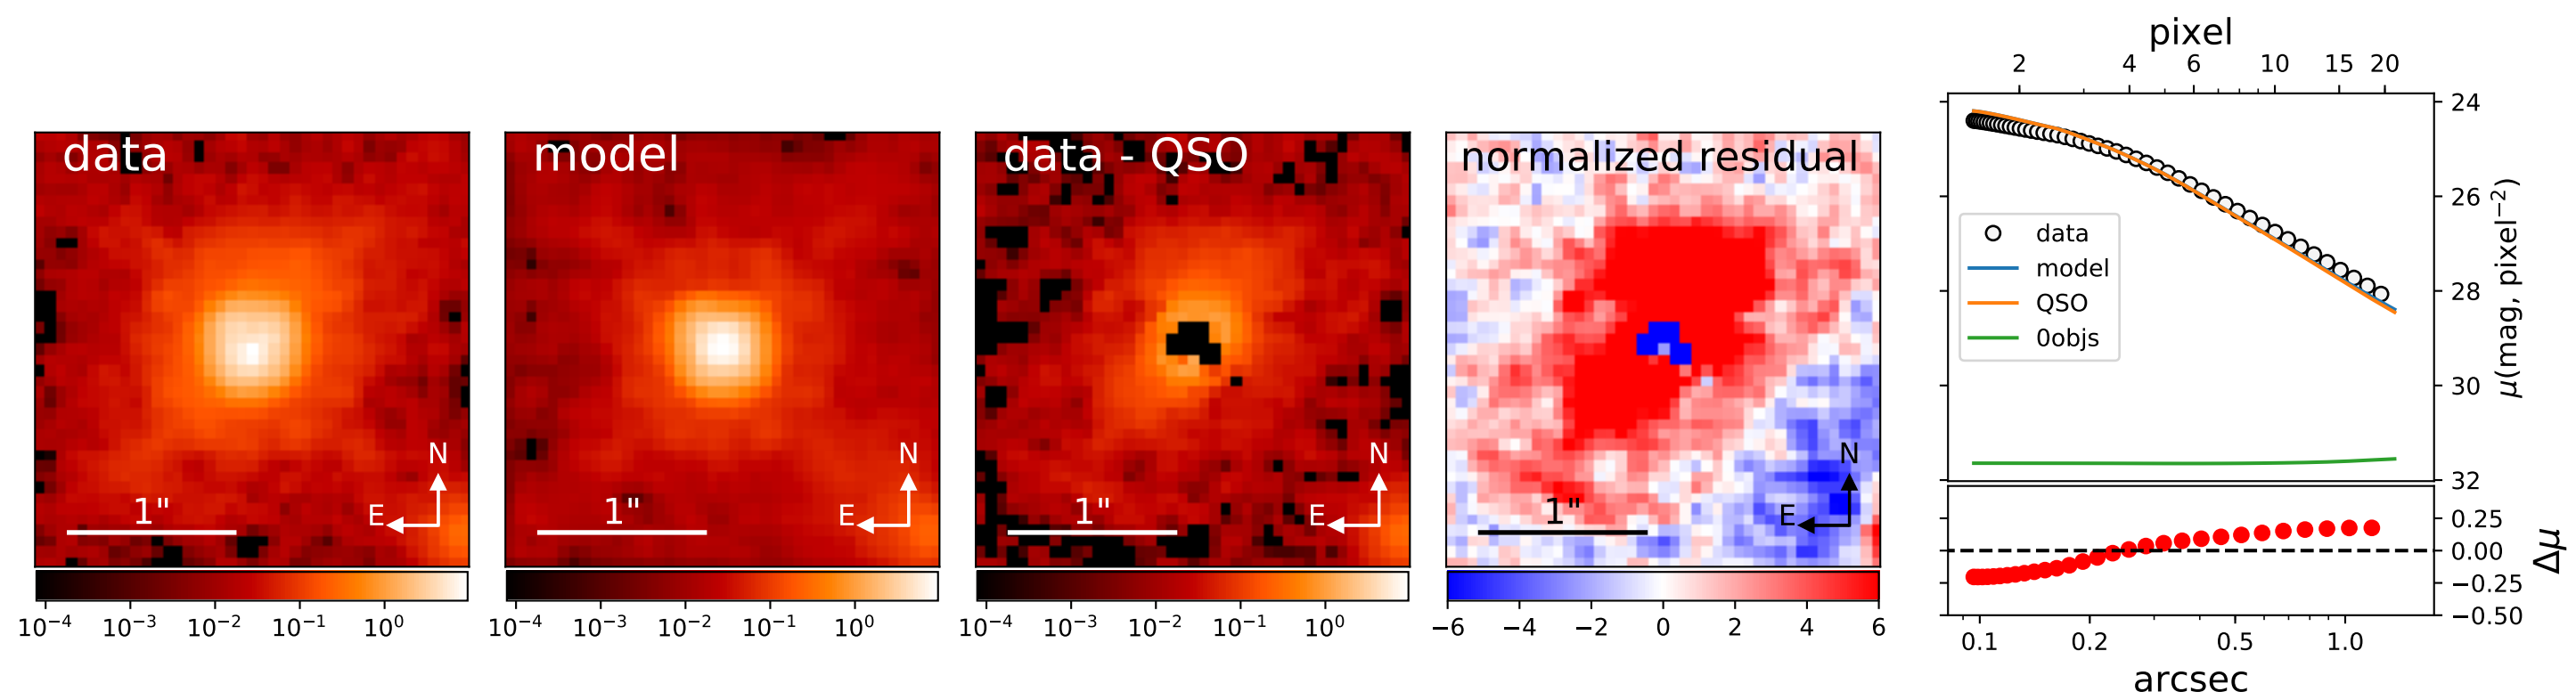 data
N
E
1"
10⁻⁴ 10⁻³ 10⁻² 10⁻¹ 10⁰
model
N
E
1"
10⁻⁴ 10⁻³ 10⁻² 10⁻¹ 10⁰
data - QSO
N
E
1"
10⁻⁴ 10⁻³ 10⁻² 10⁻¹ 10⁰
normalized residual
N
E
1"
−6 −4 −2 0 2 4 6
pixel
2 4 6 10 15 20
data
model
QSO
0objs
24
26
28
30
32
μ(mag, pixel⁻²)
0.25
0.00
−0.25
−0.50
Δμ
0.1 0.2 0.5 1.0
arcsec